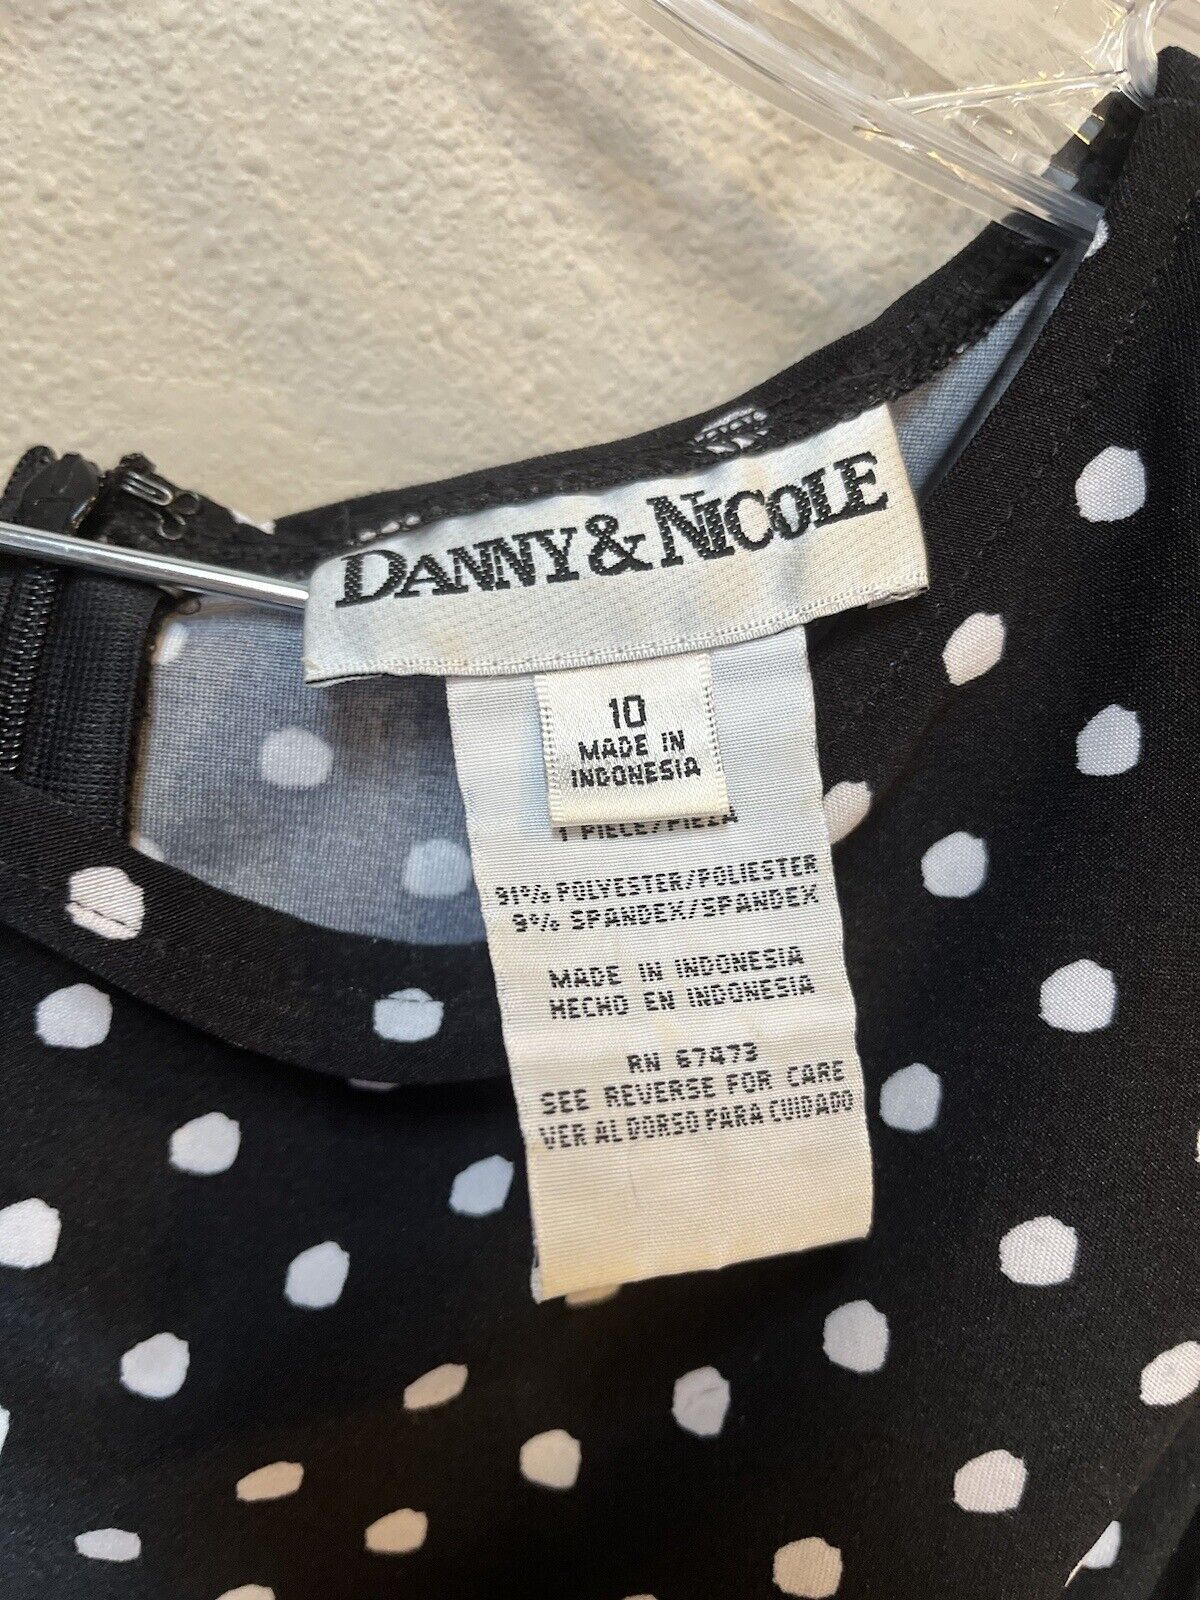 DANNY & NICOLE
10
MADE IN
INDONESIA
1 PIECE/PIEZA
91% POLYESTER/POLIESTER
9% SPANDEX/SPANDEX
MADE IN INDONESIA
HECHO EN INDONESIA
RN 67473
SEE REVERSE FOR CARE
VER AL DORSO PARA CUIDADO